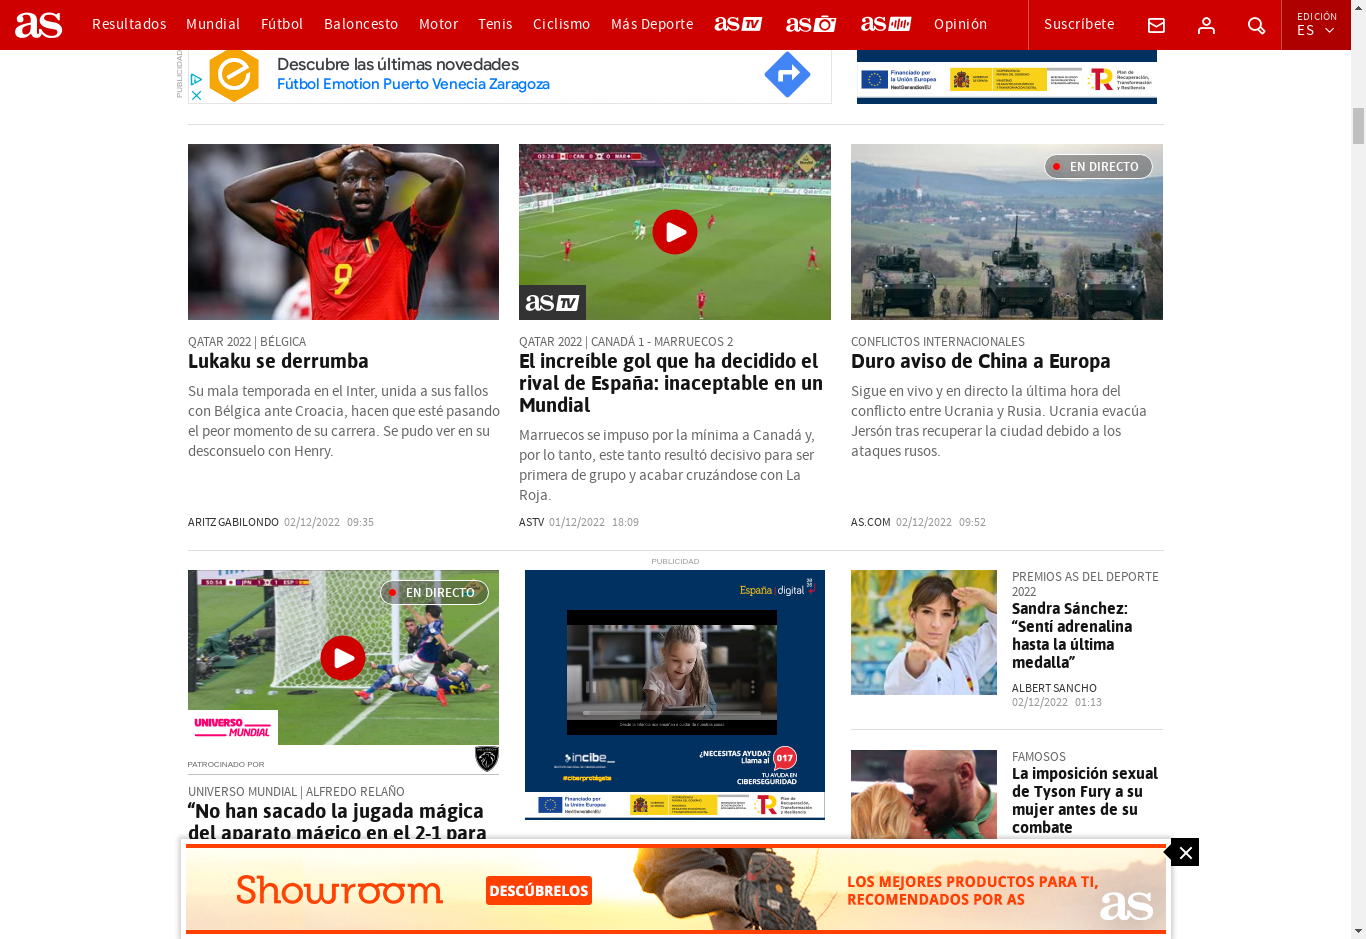 as
Resultados
Mundial
Fútbol
Baloncesto
Motor
Tenis
Ciclismo
Más Deporte
as TV
as
as
Opinión
Suscríbete
EDICIÓN
ES
PUBLICIDAD
Descubre las últimas novedades
Fútbol Emotion Puerto Venecia Zaragoza
Financiado por
la Unión Europea
NextGenerationEU
Plan de
Recuperación,
Transformación
y Resiliencia
9
QATAR 2022 | BÉLGICA
Lukaku se derrumba
Su mala temporada en el Inter, unida a sus fallos
con Bélgica ante Croacia, hacen que esté pasando
el peor momento de su carrera. Se pudo ver en su
desconsuelo con Henry.
ARITZ GABILONDO 02/12/2022 09:35
03:26 CAN 0 0 MAR
as TV
QATAR 2022 | CANADÁ 1 - MARRUECOS 2
El increíble gol que ha decidido el
rival de España: inaceptable en un
Mundial
Marruecos se impuso por la mínima a Canadá y,
por lo tanto, este tanto resultó decisivo para ser
primera de grupo y acabar cruzándose con La
Roja.
ASTV 01/12/2022 18:09
EN DIRECTO
CONFLICTOS INTERNACIONALES
Duro aviso de China a Europa
Sigue en vivo y en directo la última hora del
conflicto entre Ucrania y Rusia. Ucrania evacúa
Jersón tras recuperar la ciudad debido a los
ataques rusos.
AS.COM 02/12/2022 09:52
50:54 JPN 1 1 ESP
EN DIRECTO
UNIVERSO
MUNDIAL
PATROCINADO POR
UNIVERSO MUNDIAL | ALFREDO RELAÑO
“No han sacado la jugada mágica
del aparato mágico en el 2-1 para
PUBLICIDAD
España | digital
incibe_
#ciberprotégete
¿NECESITAS AYUDA?
Llama al
017
TU AYUDA EN
CIBERSEGURIDAD
Financiado por
la Unión Europea
NextGenerationEU
Plan de
Recuperación,
Transformación
y Resiliencia
PREMIOS AS DEL DEPORTE
2022
Sandra Sánchez:
“Sentí adrenalina
hasta la última
medalla”
ALBERT SANCHO
02/12/2022 01:13
FAMOSOS
La imposición sexual
de Tyson Fury a su
mujer antes de su
combate
Showroom
DESCÚBRELOS
LOS MEJORES PRODUCTOS PARA TI,
RECOMENDADOS POR AS
as